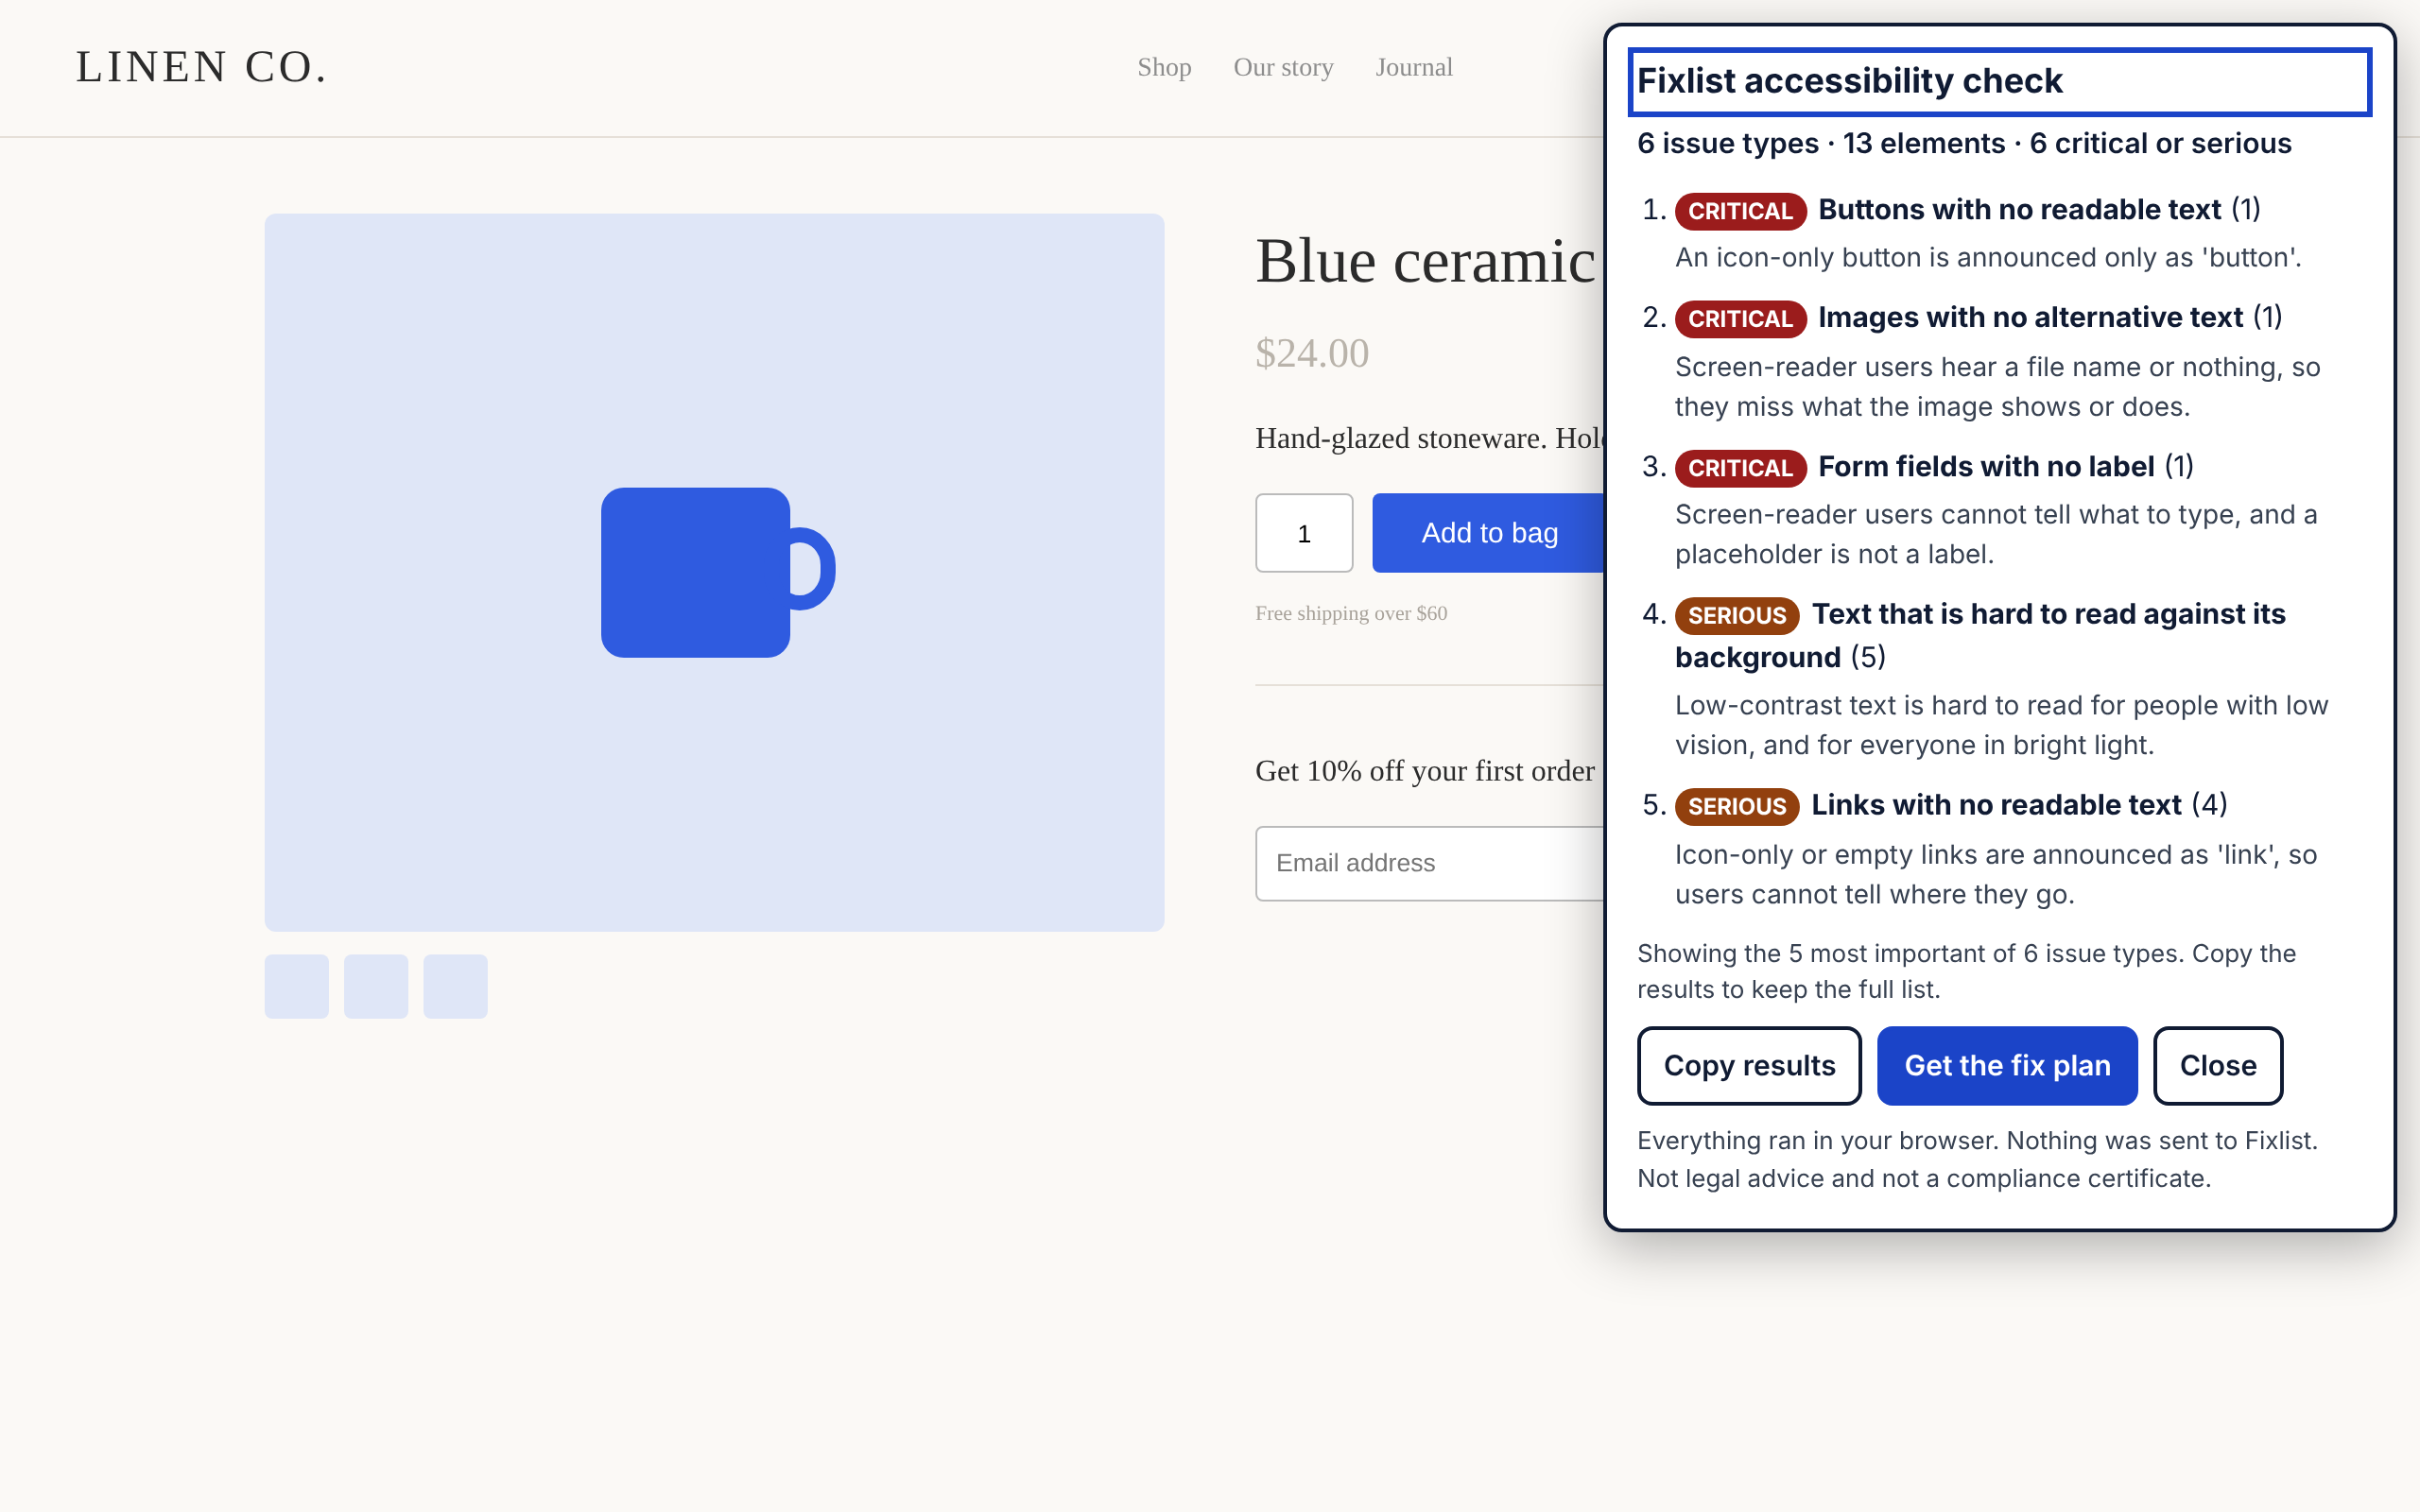 LINEN CO.
Shop
Our story
Journal
Blue ceramic
$24.00
Hand-glazed stoneware.
1
Add to bag
Free shipping over $60
Get 10% off your first order
Email address
Fixlist accessibility check
6 issue types · 13 elements · 6 critical or serious
1. CRITICAL Buttons with no readable text (1)
An icon-only button is announced only as 'button'.
2. CRITICAL Images with no alternative text (1)
Screen-reader users hear a file name or nothing, so
they miss what the image shows or does.
3. CRITICAL Form fields with no label (1)
Screen-reader users cannot tell what to type, and a
placeholder is not a label.
4. SERIOUS Text that is hard to read against its
background (5)
Low-contrast text is hard to read for people with low
vision, and for everyone in bright light.
5. SERIOUS Links with no readable text (4)
Icon-only or empty links are announced as 'link', so
users cannot tell where they go.
Showing the 5 most important of 6 issue types. Copy the
results to keep the full list.
Copy results
Get the fix plan
Close
Everything ran in your browser. Nothing was sent to Fixlist.
Not legal advice and not a compliance certificate.